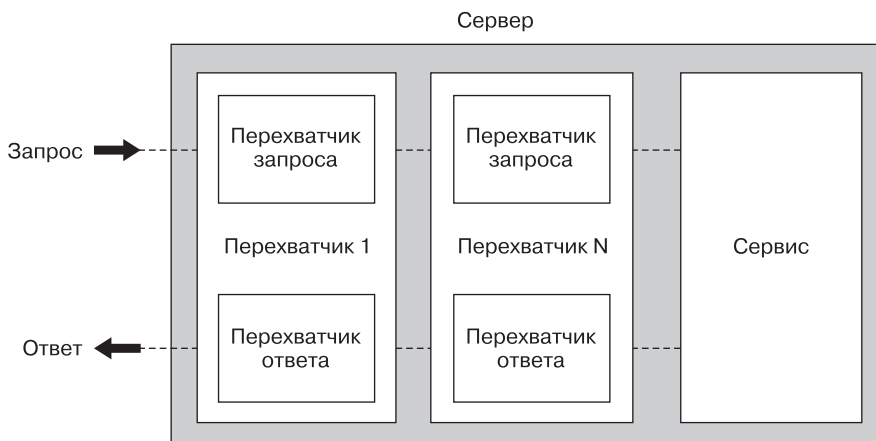 Сервер
Запрос
Перехватчик
запроса
Перехватчик
запроса
Перехватчик 1
Перехватчик N
Сервис
Ответ
Перехватчик
ответа
Перехватчик
ответа